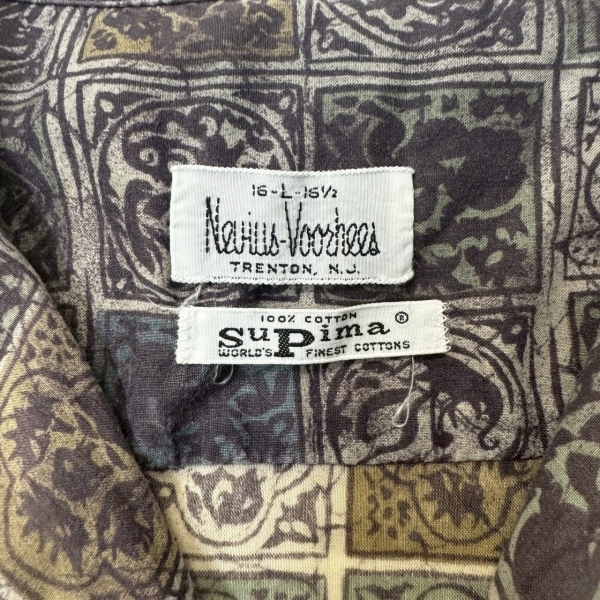 16-L-16½
Nevius-Voorhees
TRENTON, N.J.
100% COTTON
SuPima ®
WORLD'S FINEST COTTONS